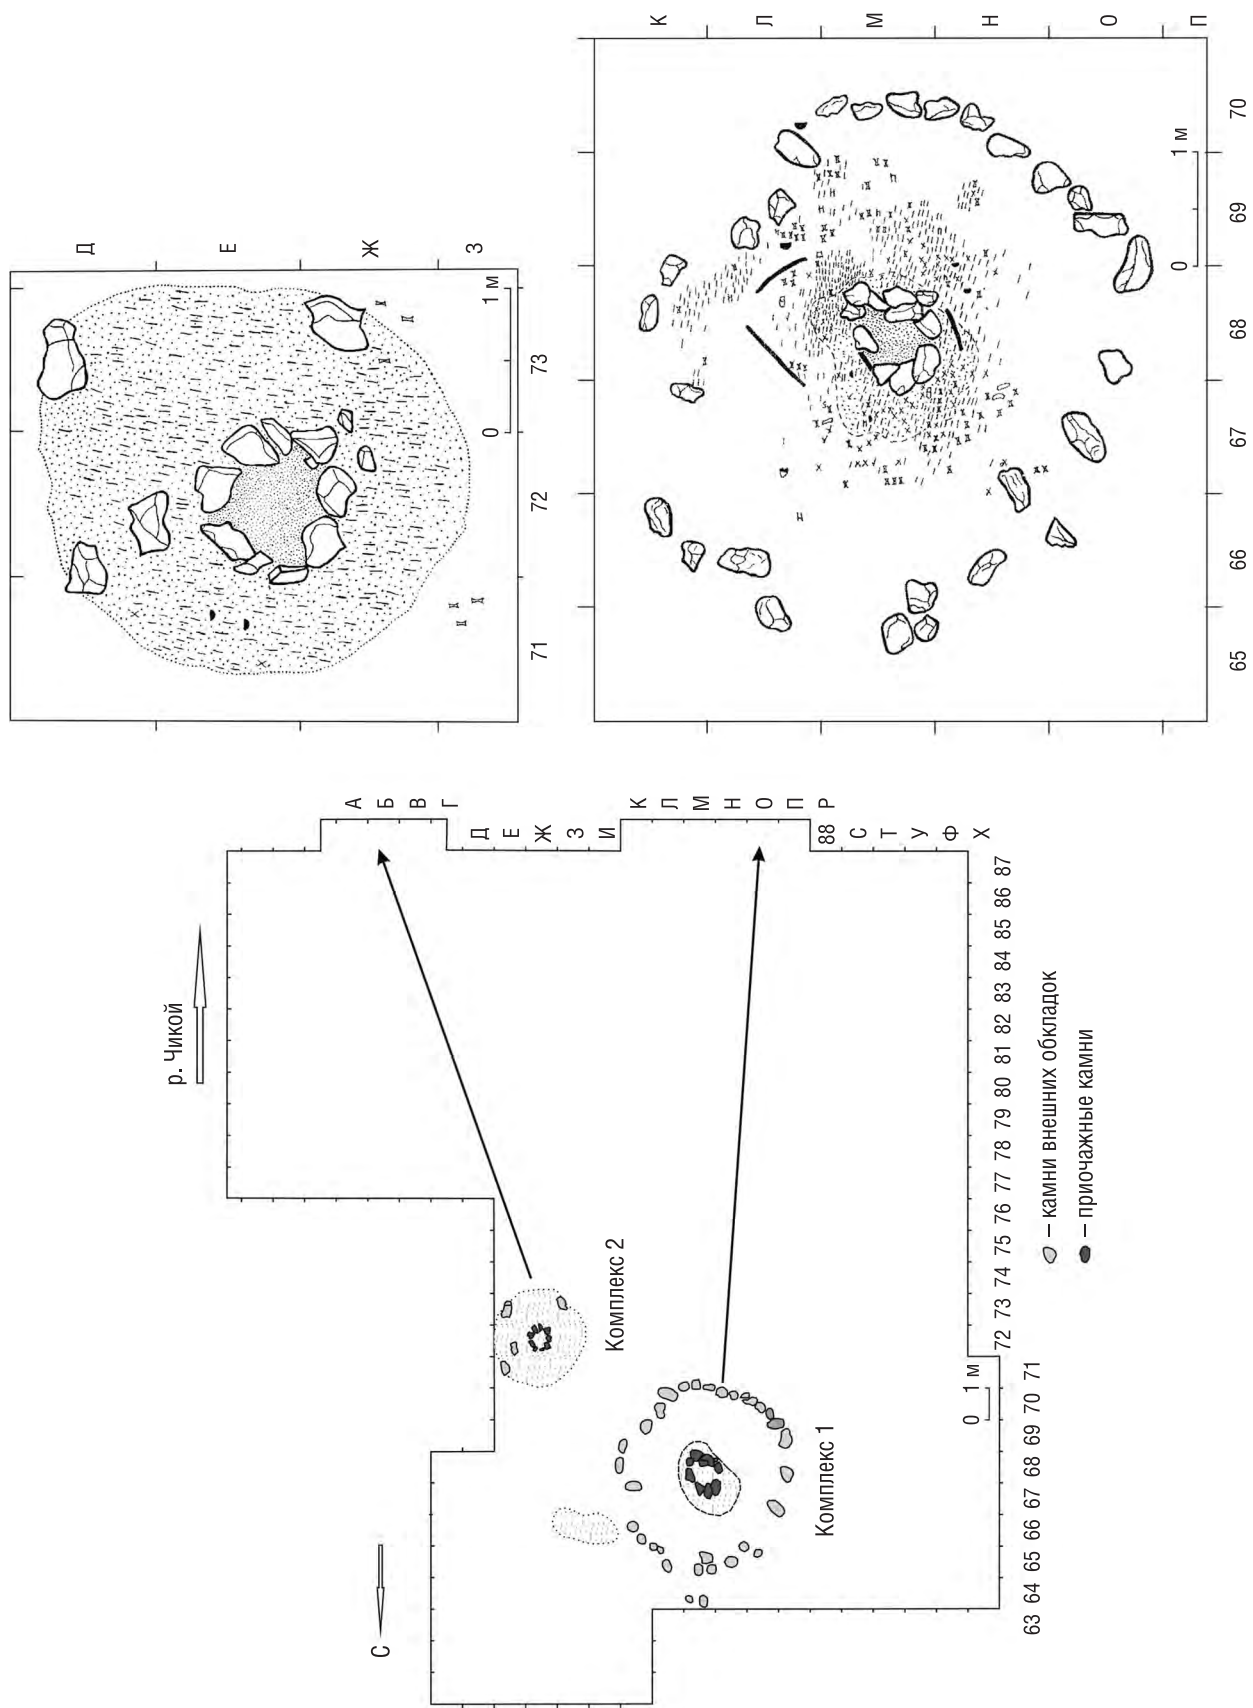 Д
Е
Ж
З
0 1 м
71 72 73
К
Л
М
Н
О
П
0 1 м
65 66 67 68 69 70
С
р. Чикой
А
Б
В
Г
Д
Е
Ж
З
И
К
Л
М
Н
О
П
Р
88
С
Т
У
Ф
Х
Комплекс 2
Комплекс 1
0 1 м
63 64 65 66 67 68 69 70 71 72 73 74 75 76 77 78 79 80 81 82 83 84 85 86 87
– камни внешних обкладок
– приочажные камни